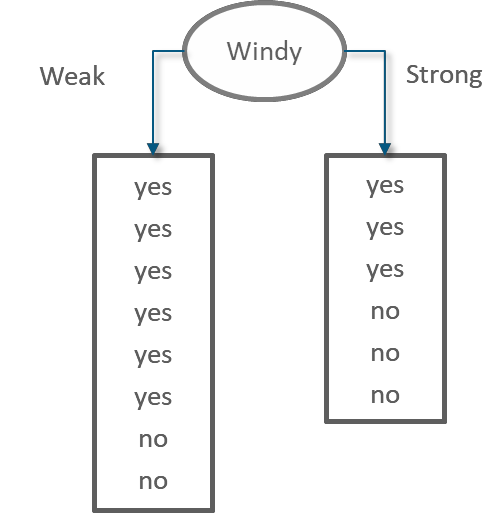 Windy
Weak
Strong
yes
yes
yes
yes
yes
yes
no
no
yes
yes
yes
no
no
no